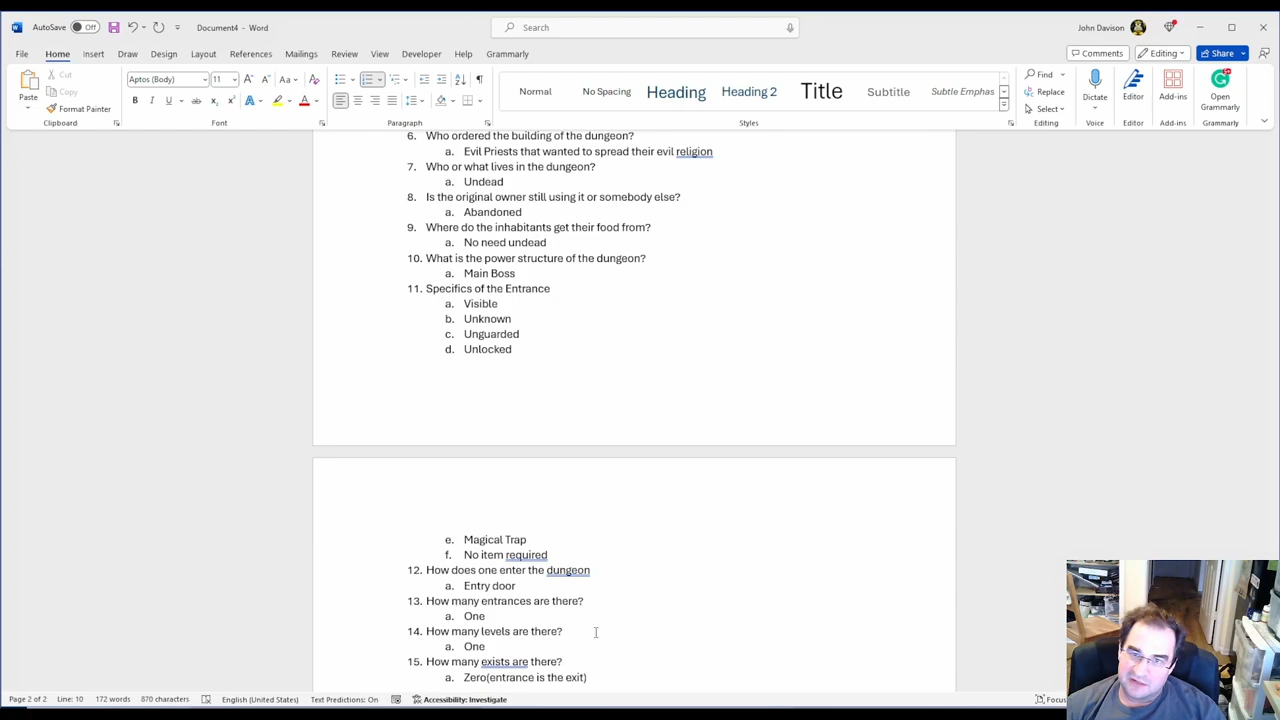 AutoSave Off Document4 - Word Search John Davison
File Home Insert Draw Design Layout References Mailings Review View Developer Help Grammarly Comments Editing Share
Paste Cut Copy Format Painter
Aptos (Body) 11
Normal No Spacing Heading Heading 2 Title Subtitle Subtle Emphas
Find Replace Select
Dictate Editor Add-ins Open Grammarly
Clipboard Font Paragraph Styles Editing Voice Editor Add-ins Grammarly
6. Who ordered the building of the dungeon?
a. Evil Priests that wanted to spread their evil religion
7. Who or what lives in the dungeon?
a. Undead
8. Is the original owner still using it or somebody else?
a. Abandoned
9. Where do the inhabitants get their food from?
a. No need undead
10. What is the power structure of the dungeon?
a. Main Boss
11. Specifics of the Entrance
a. Visible
b. Unknown
c. Unguarded
d. Unlocked
e. Magical Trap
f. No item required
12. How does one enter the dungeon
a. Entry door
13. How many entrances are there?
a. One
14. How many levels are there?
a. One
15. How many exists are there?
a. Zero(entrance is the exit)
Page 2 of 2 Line: 10 172 words 870 characters English (United States) Text Predictions: On Accessibility: Investigate Focus